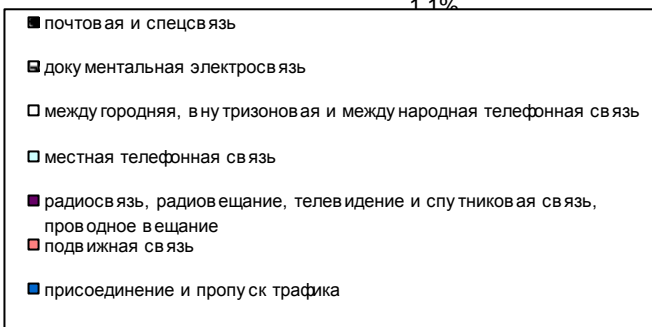 1,1%
почтовая и спецсвязь
документальная электросвязь
междугородняя, внутризоновая и международная телефонная связь
местная телефонная связь
радиосвязь, радиовещание, телевидение и спутниковая связь,
проводное вещание
подвижная связь
присоединение и пропуск трафика